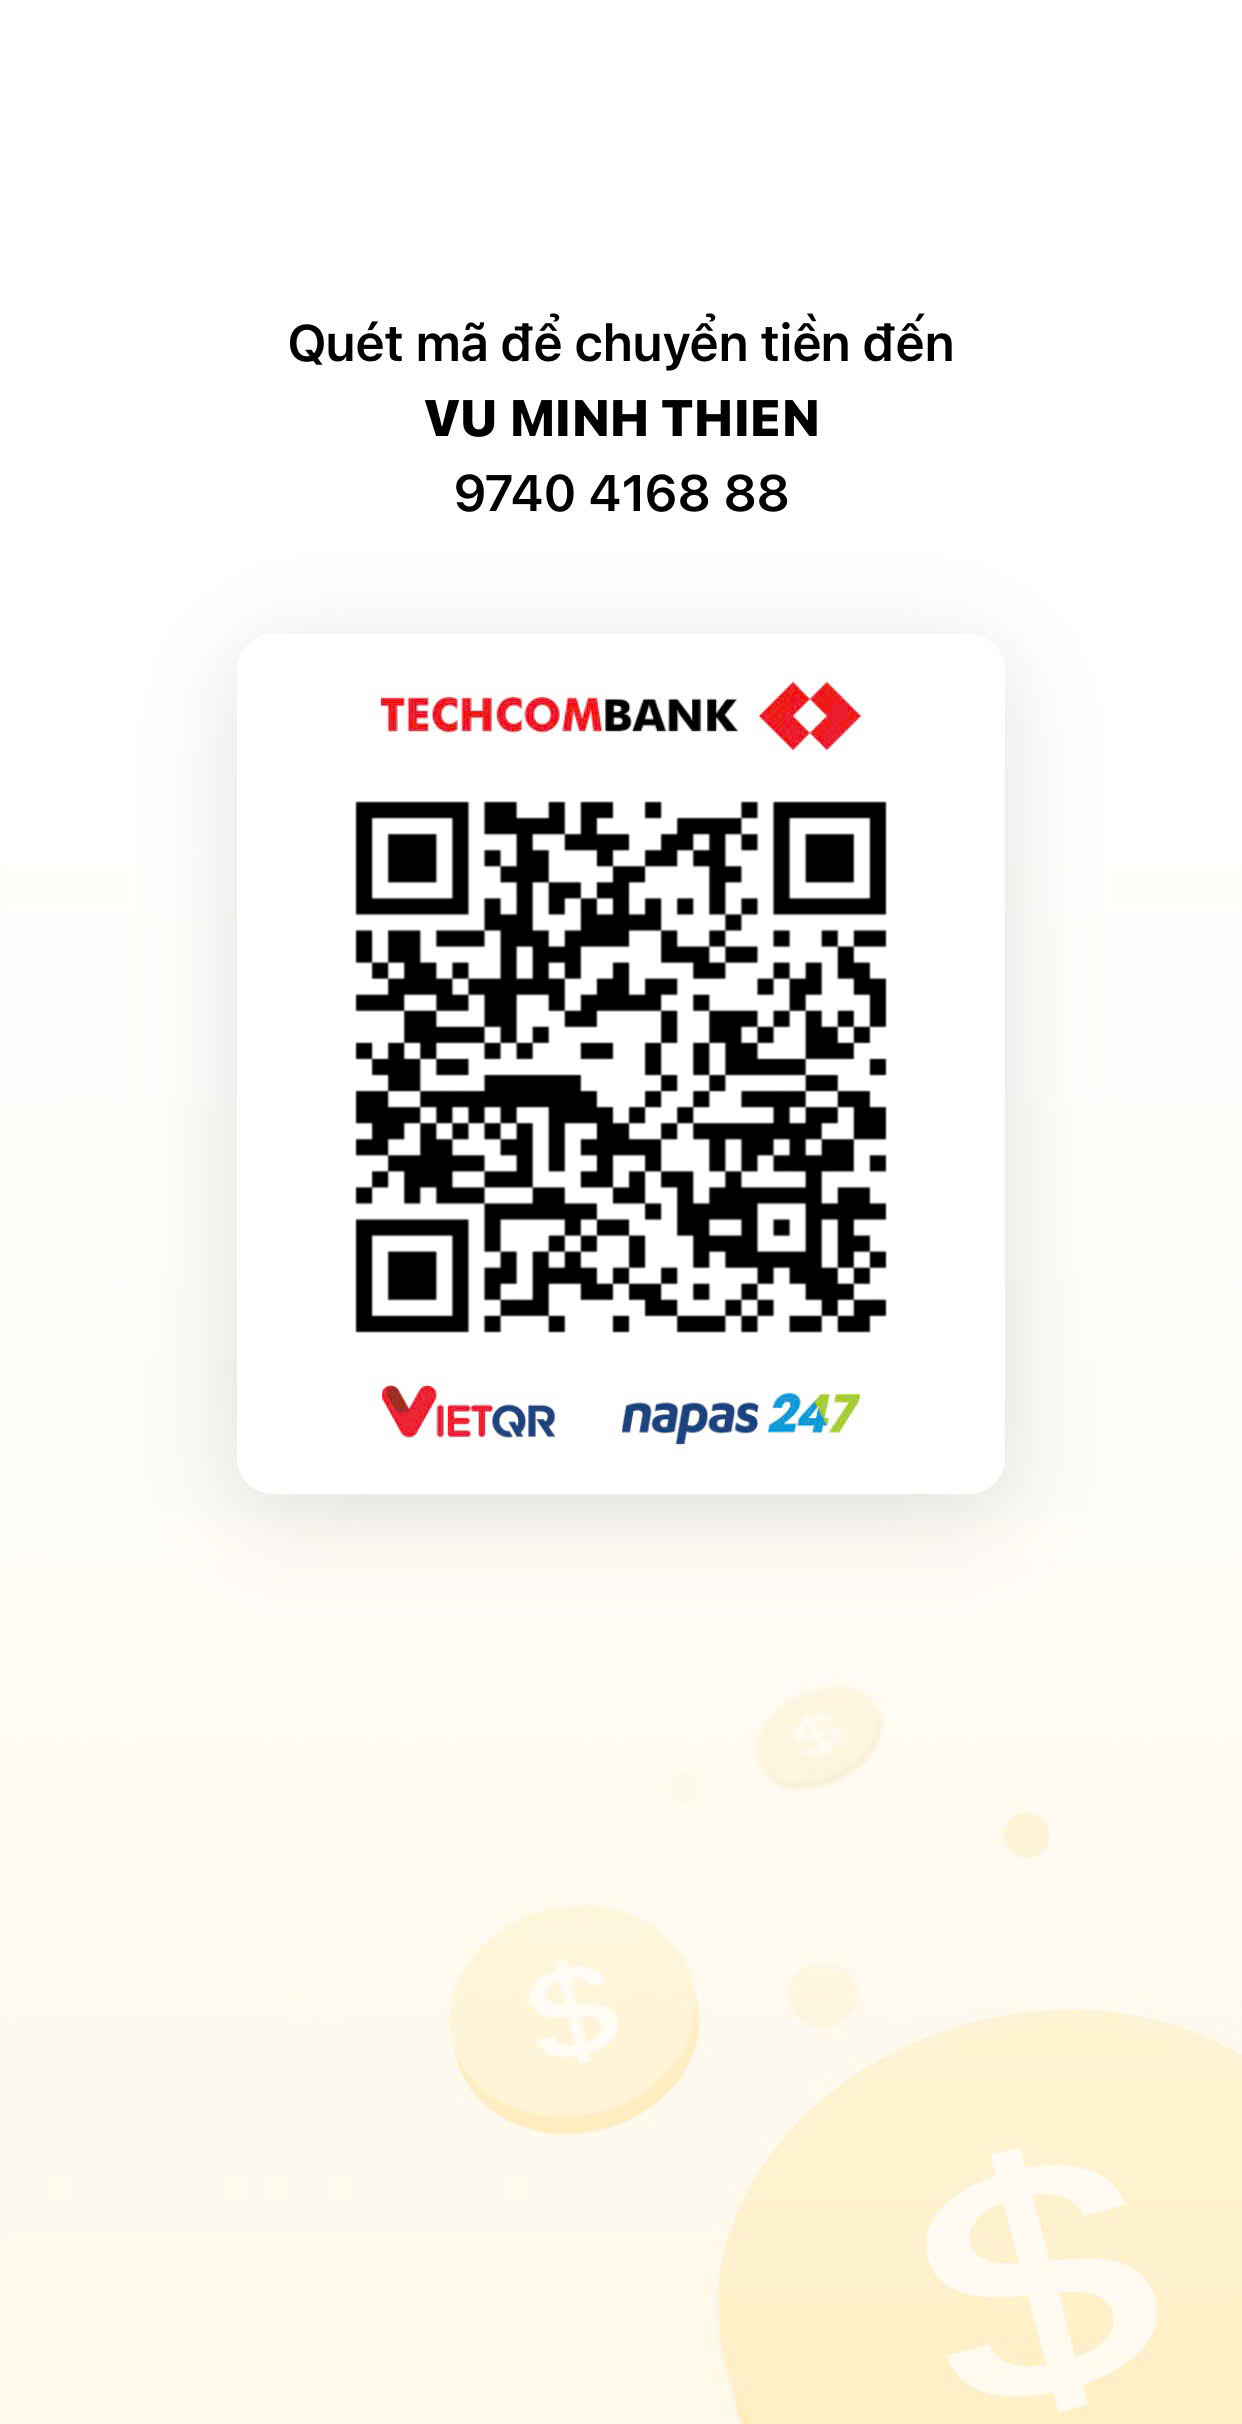 Quét mã để chuyển tiền đến
VU MINH THIEN
9740 4168 88
TECHCOMBANK
VIETQR napas 247
$
$
$